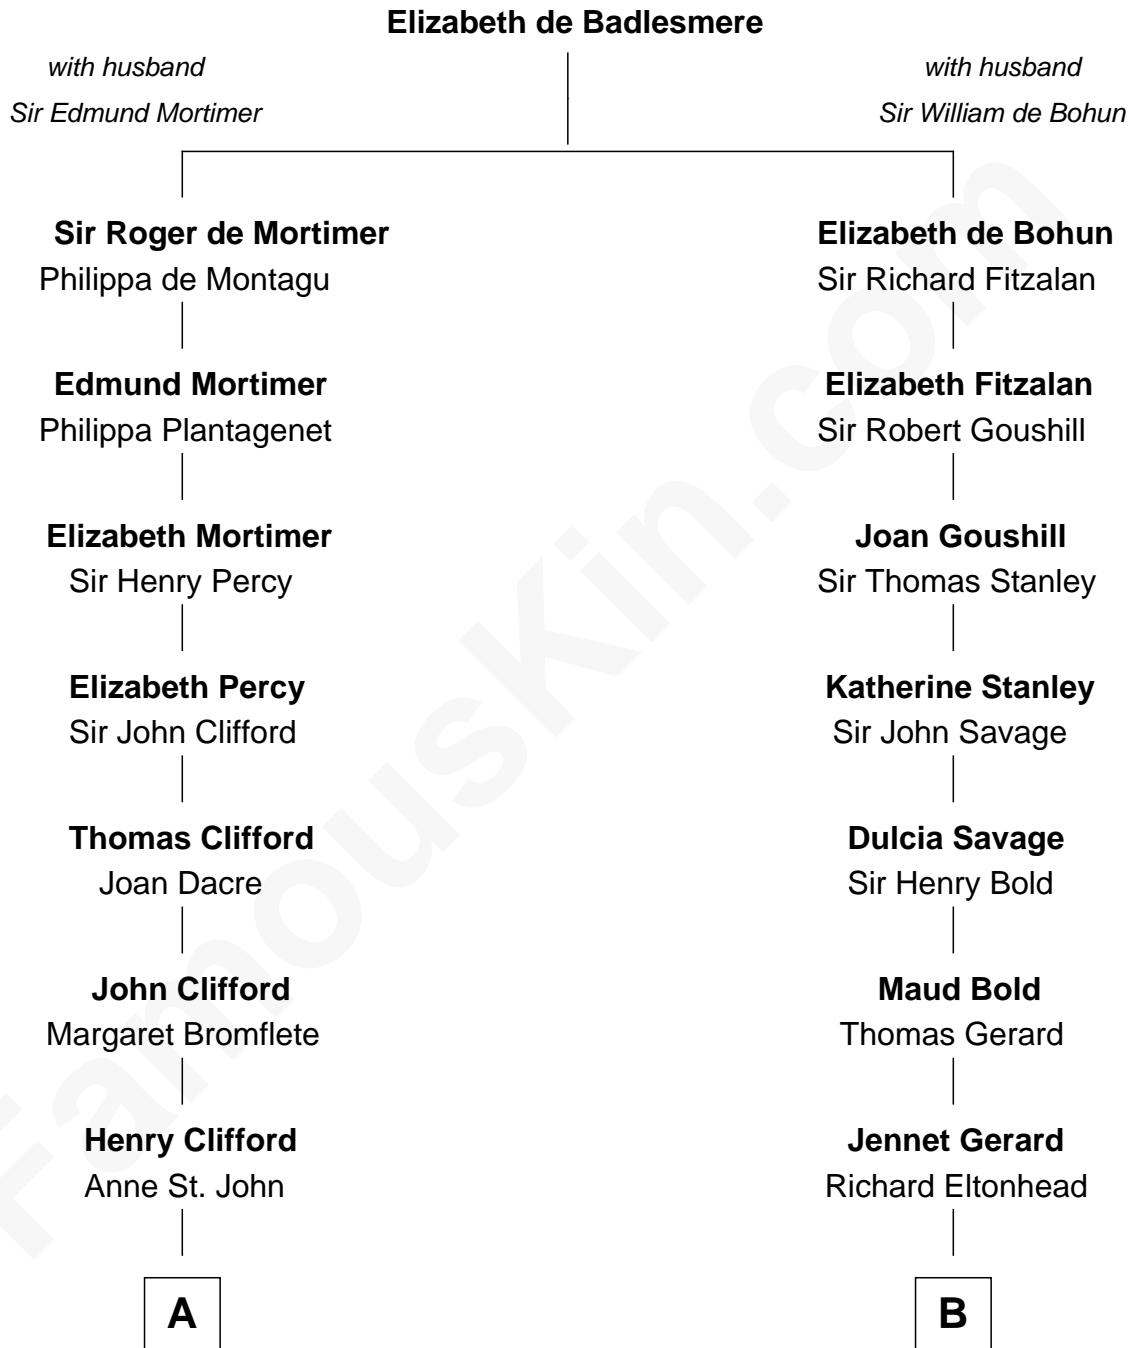 Elizabeth de Badlesmere
with husband
Sir Edmund Mortimer
with husband
Sir William de Bohun
Sir Roger de Mortimer
Philippa de Montagu
Elizabeth de Bohun
Sir Richard Fitzalan
Edmund Mortimer
Philippa Plantagenet
Elizabeth Fitzalan
Sir Robert Goushill
Elizabeth Mortimer
Sir Henry Percy
Joan Goushill
Sir Thomas Stanley
Elizabeth Percy
Sir John Clifford
Katherine Stanley
Sir John Savage
Thomas Clifford
Joan Dacre
Dulcia Savage
Sir Henry Bold
John Clifford
Margaret Bromflete
Maud Bold
Thomas Gerard
Henry Clifford
Anne St. John
Jennet Gerard
Richard Eltonhead
A
B
FamousKin.com